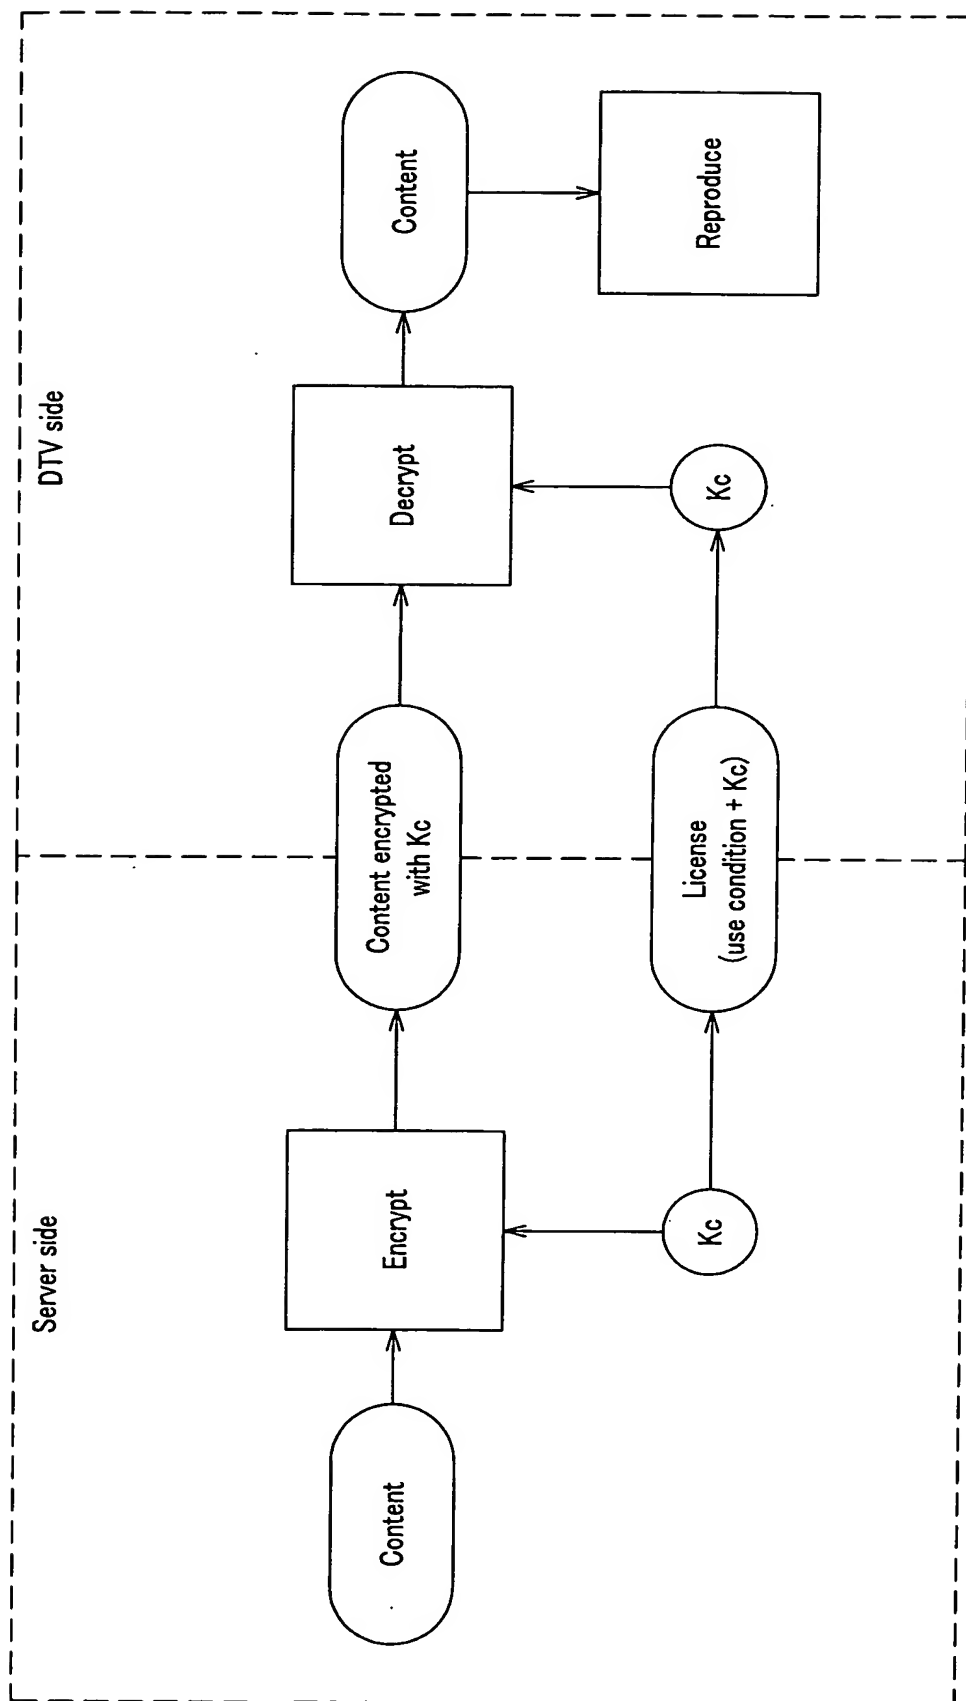 Server side
DTV side
Content
Encrypt
Content encrypted
with Kc
Decrypt
Content
Kc
License
(use condition + Kc)
Kc
Reproduce